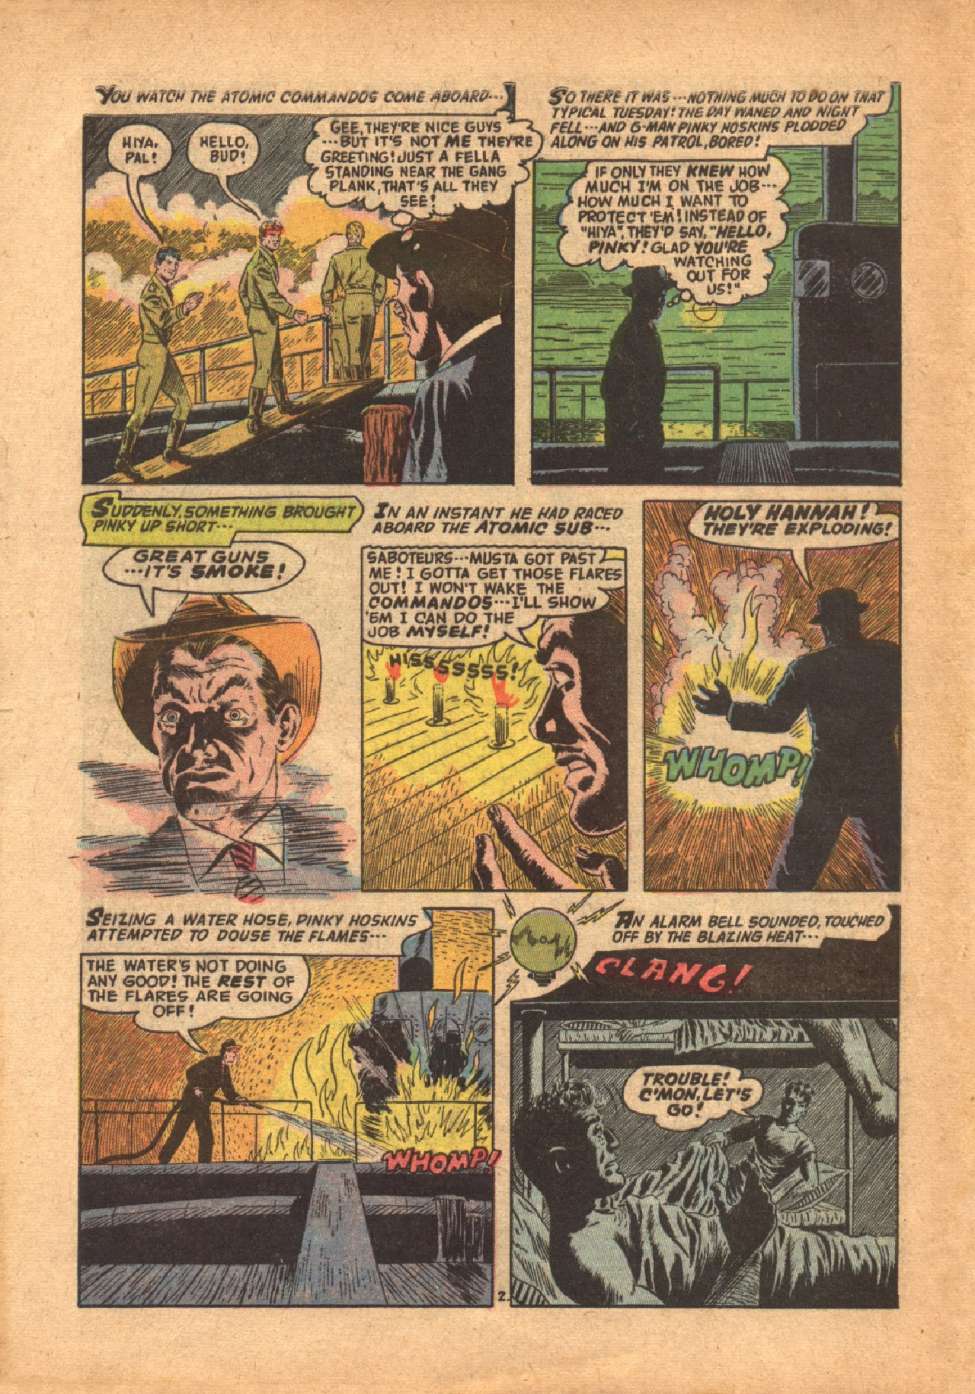 YOU WATCH THE ATOMIC COMMANDOS COME ABOARD---
HIYA,
PAL!
HELLO,
BUD!
GEE, THEY'RE NICE GUYS
---BUT IT'S NOT ME THEY'RE
GREETING! JUST A FELLA
STANDING NEAR THE GANG
PLANK, THAT'S ALL THEY
SEE!
SO THERE IT WAS---NOTHING MUCH TO DO ON THAT
TYPICAL TUESDAY! THE DAY WANED AND NIGHT
FELL---AND G-MAN PINKY HOSKINS PLODDED
ALONG ON HIS PATROL, BORED!
IF ONLY THEY KNEW HOW
MUCH I'M ON THE JOB---
HOW MUCH I WANT TO
PROTECT 'EM! INSTEAD OF
"HIYA", THEY'D SAY, "HELLO,
PINKY! GLAD YOU'RE
WATCHING
OUT FOR
US!"
SUDDENLY, SOMETHING BROUGHT
PINKY UP SHORT---
GREAT GUNS
---IT'S SMOKE!
IN AN INSTANT HE HAD RACED
ABOARD THE ATOMIC SUB---
SABOTEURS---MUSTA GOT PAST
ME! I GOTTA GET THOSE FLARES
OUT! I WON'T WAKE THE
COMMANDOS---I'LL SHOW
'EM I CAN DO THE
JOB MYSELF!
HISSSSSSS!
HOLY HANNAH!
THEY'RE EXPLODING!
WHOMP!
SEIZING A WATER HOSE, PINKY HOSKINS
ATTEMPTED TO DOUSE THE FLAMES---
THE WATER'S NOT DOING
ANY GOOD! THE REST OF
THE FLARES ARE GOING
OFF!
WHOMP!
AN ALARM BELL SOUNDED, TOUCHED
OFF BY THE BLAZING HEAT---
CLANG!
TROUBLE!
C'MON, LET'S
GO!
2